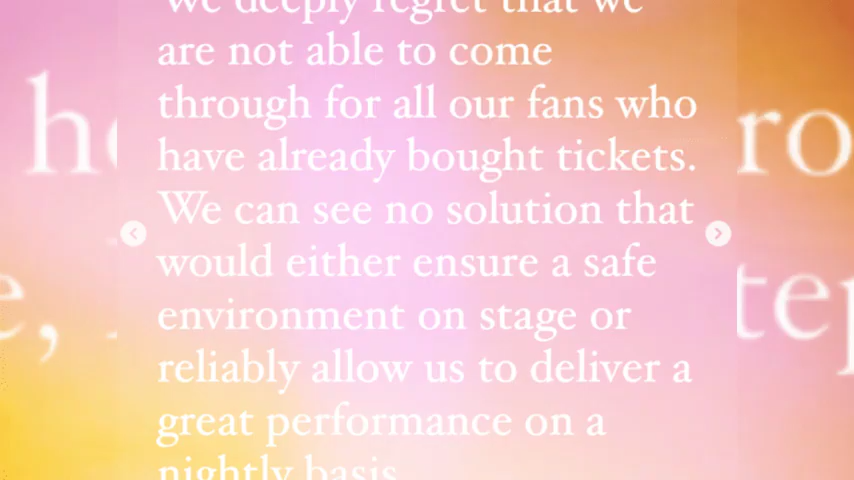 We deeply regret that we
are not able to come
through for all our fans who
have already bought tickets.
We can see no solution that
would either ensure a safe
environment on stage or
reliably allow us to deliver a
great performance on a
nightly basis